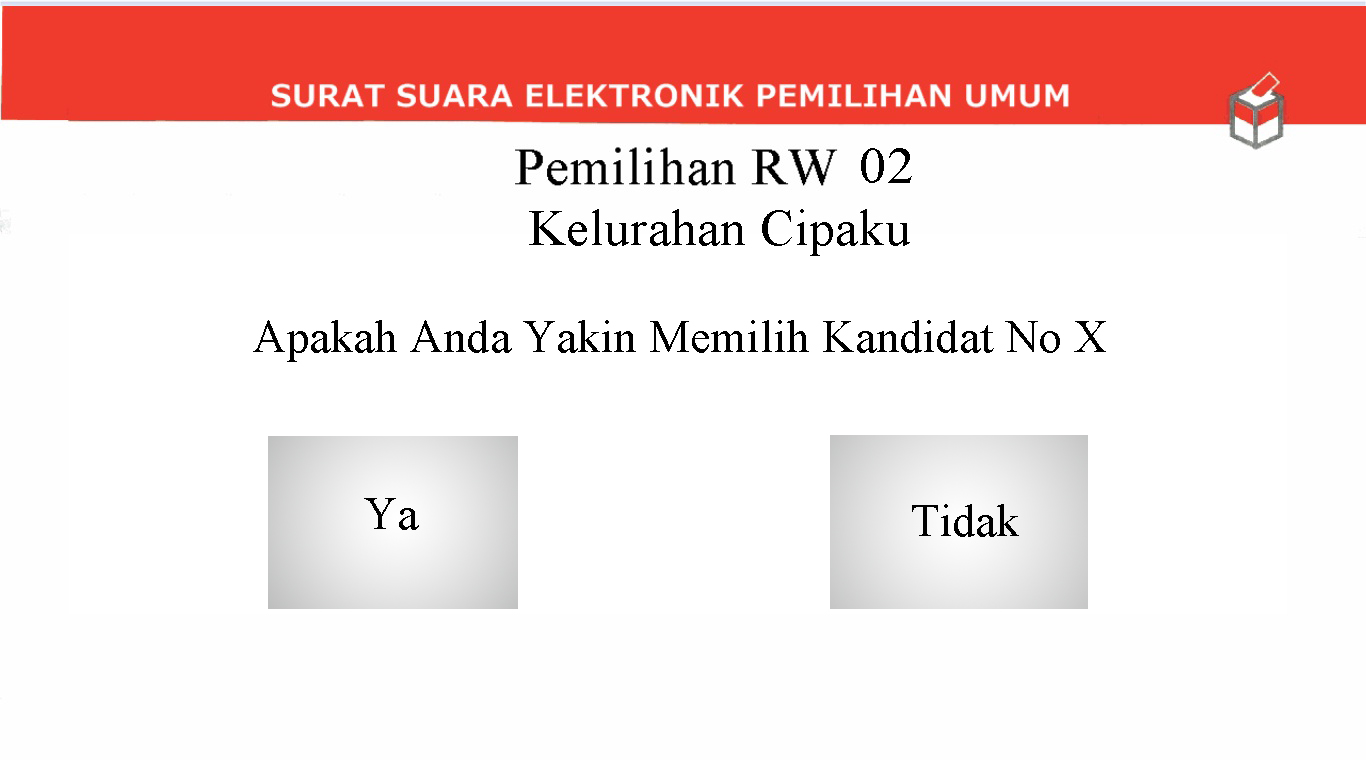 SURAT SUARA ELEKTRONIK PEMILIHAN UMUM
Pemilihan RW 02
Kelurahan Cipaku
Apakah Anda Yakin Memilih Kandidat No X
Ya
Tidak